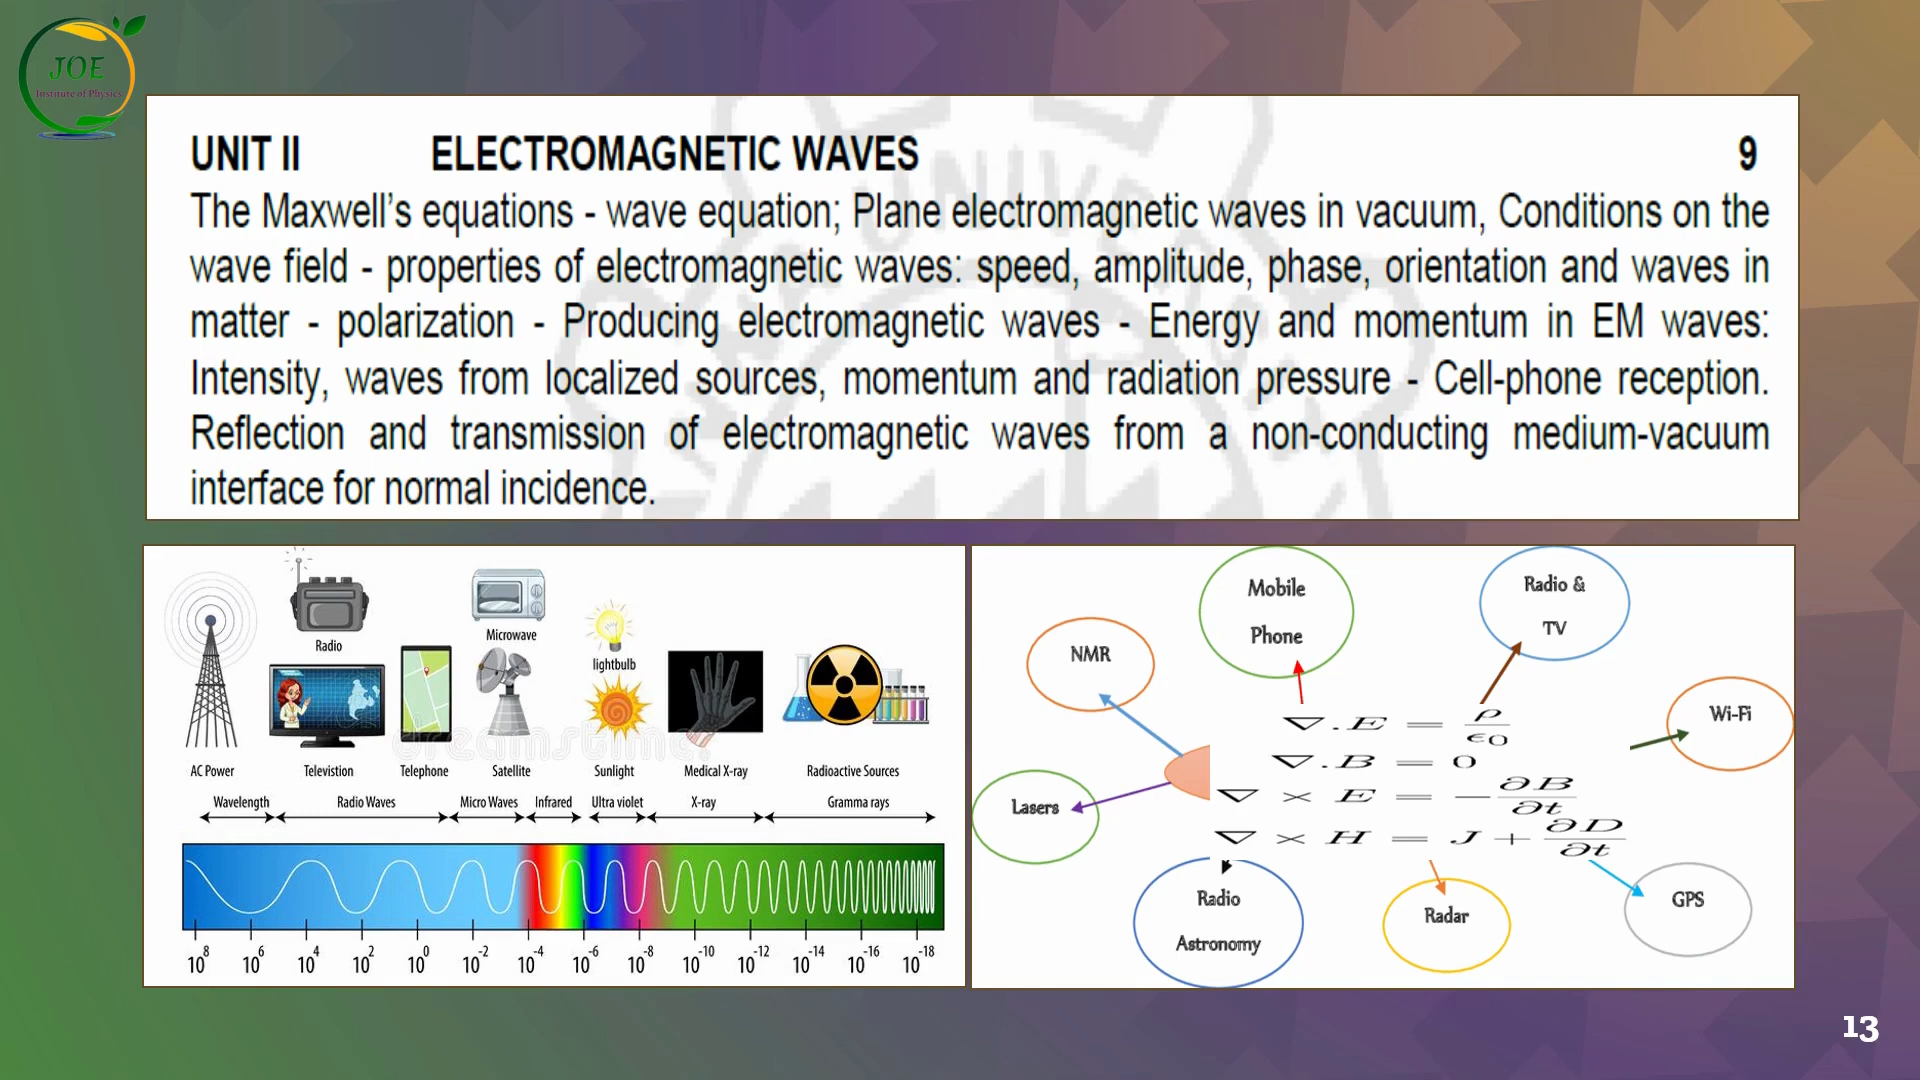 JOE
Institute of Physics
UNIT II ELECTROMAGNETIC WAVES 9
The Maxwell's equations - wave equation; Plane electromagnetic waves in vacuum, Conditions on the
wave field - properties of electromagnetic waves: speed, amplitude, phase, orientation and waves in
matter - polarization - Producing electromagnetic waves - Energy and momentum in EM waves:
Intensity, waves from localized sources, momentum and radiation pressure - Cell-phone reception.
Reflection and transmission of electromagnetic waves from a non-conducting medium-vacuum
interface for normal incidence.
Radio
Microwave
lightbulb
AC Power Televistion Telephone Satellite Sunlight Medical X-ray Radioactive Sources
Wavelength Radio Waves Micro Waves Infrared Ultra violet X-ray Gramma rays
10^8 10^6 10^4 10^2 10^0 10^-2 10^-4 10^-6 10^-8 10^-10 10^-12 10^-14 10^-16 10^-18
dreamstime
Mobile
Phone
Radio &
TV
NMR
Wi-Fi
Lasers
∇.E = ρ/ϵ0
∇.B = 0
∇ × E = −∂B/∂t
∇ × H = J + ∂D/∂t
Radio
Astronomy
Radar
GPS
13